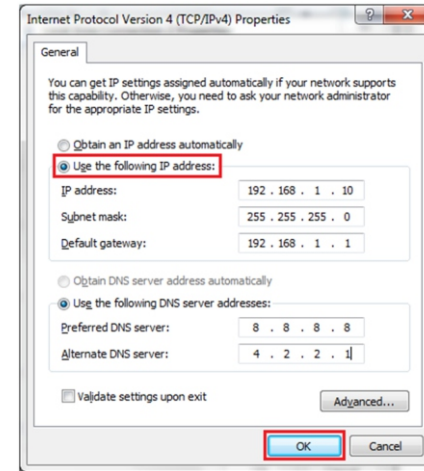 Internet Protocol Version 4 (TCP/IPv4) Properties
General
You can get IP settings assigned automatically if your network supports
this capability. Otherwise, you need to ask your network administrator
for the appropriate IP settings.
Obtain an IP address automatically
Use the following IP address:
IP address: 192 . 168 . 1 . 10
Subnet mask: 255 . 255 . 255 . 0
Default gateway: 192 . 168 . 1 . 1
Obtain DNS server address automatically
Use the following DNS server addresses:
Preferred DNS server: 8 . 8 . 8 . 8
Alternate DNS server: 4 . 2 . 2 . 1
Validate settings upon exit
Advanced...
OK Cancel